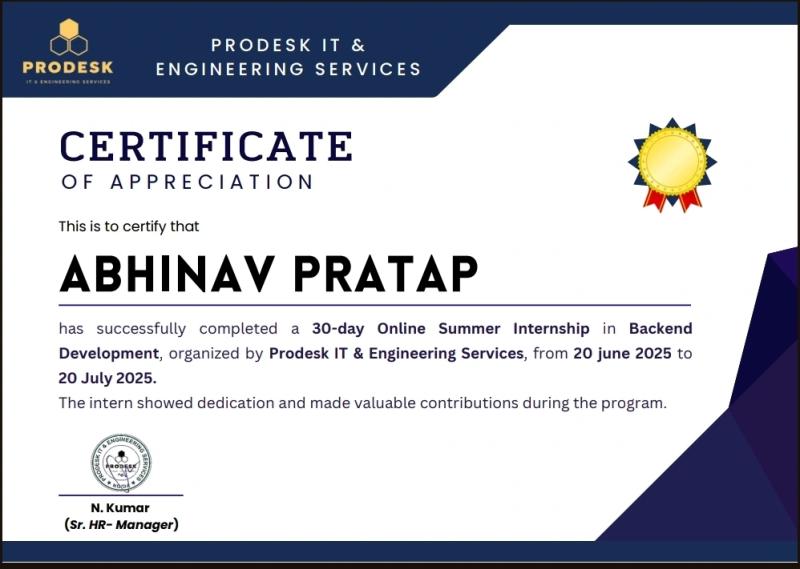 PRODESK
IT & ENGINEERING SERVICES
PRODESK IT &
ENGINEERING SERVICES
CERTIFICATE
OF APPRECIATION
This is to certify that
ABHINAV PRATAP
has successfully completed a 30-day Online Summer Internship in Backend
Development, organized by Prodesk IT & Engineering Services, from 20 june 2025 to
20 July 2025.
The intern showed dedication and made valuable contributions during the program.
PRODESK IT & ENGINEERING SERVICES
PRODESK
N. Kumar
(Sr. HR- Manager)